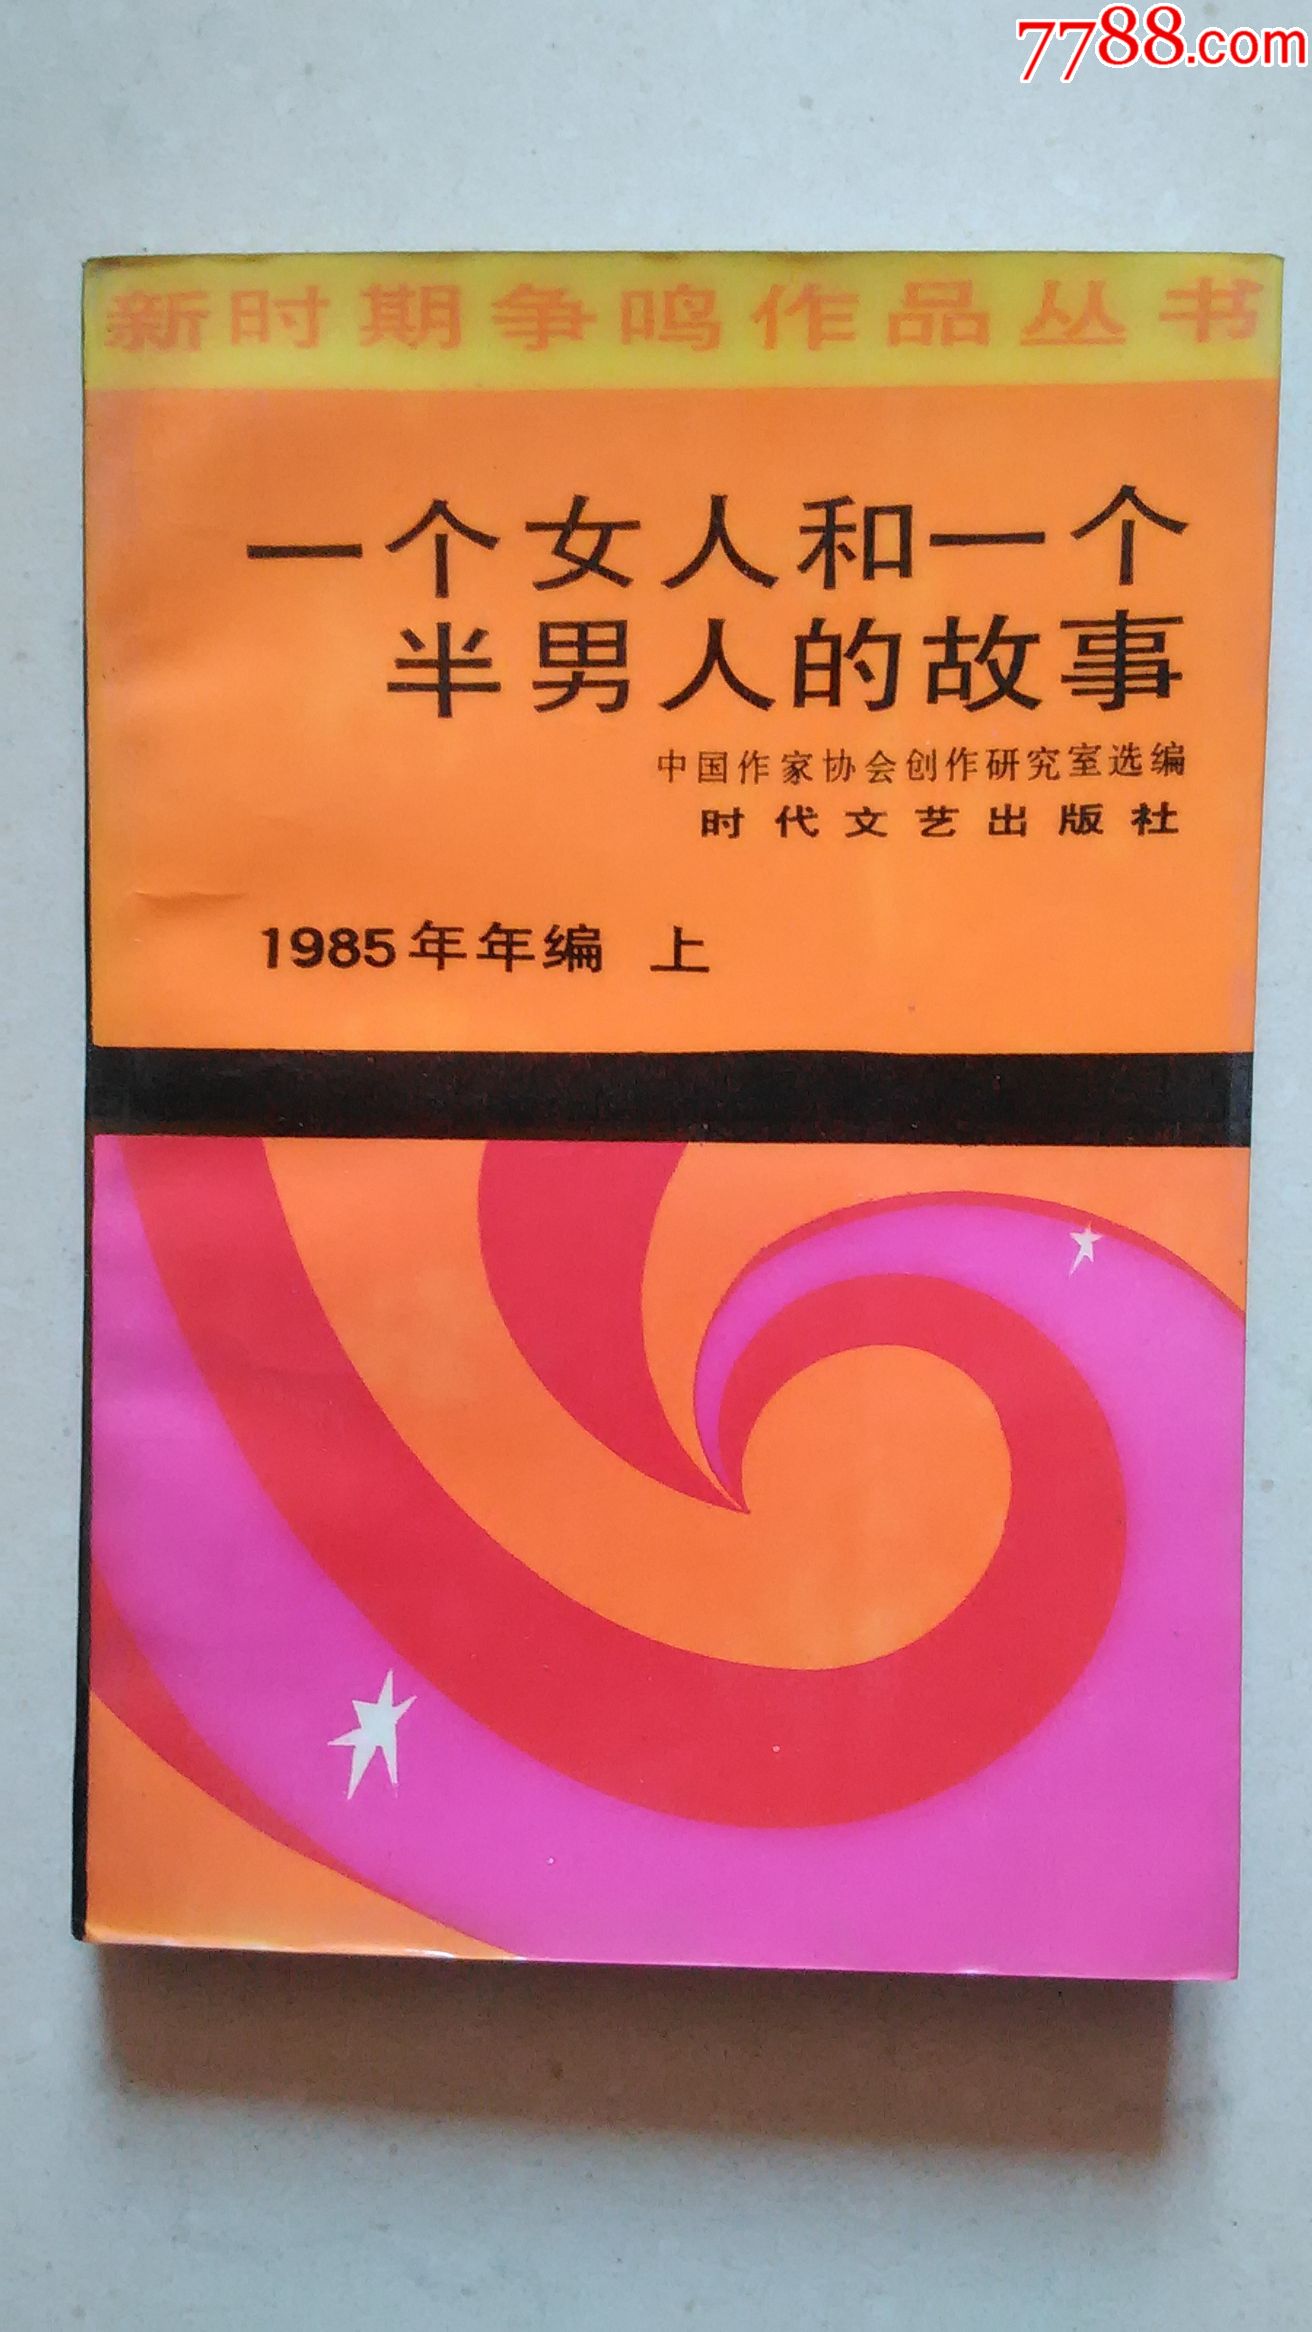 7788.com
新时期争鸣作品丛书
一个女人和一个
半男人的故事
中国作家协会创作研究室选编
时代文艺出版社
1985年年编 上